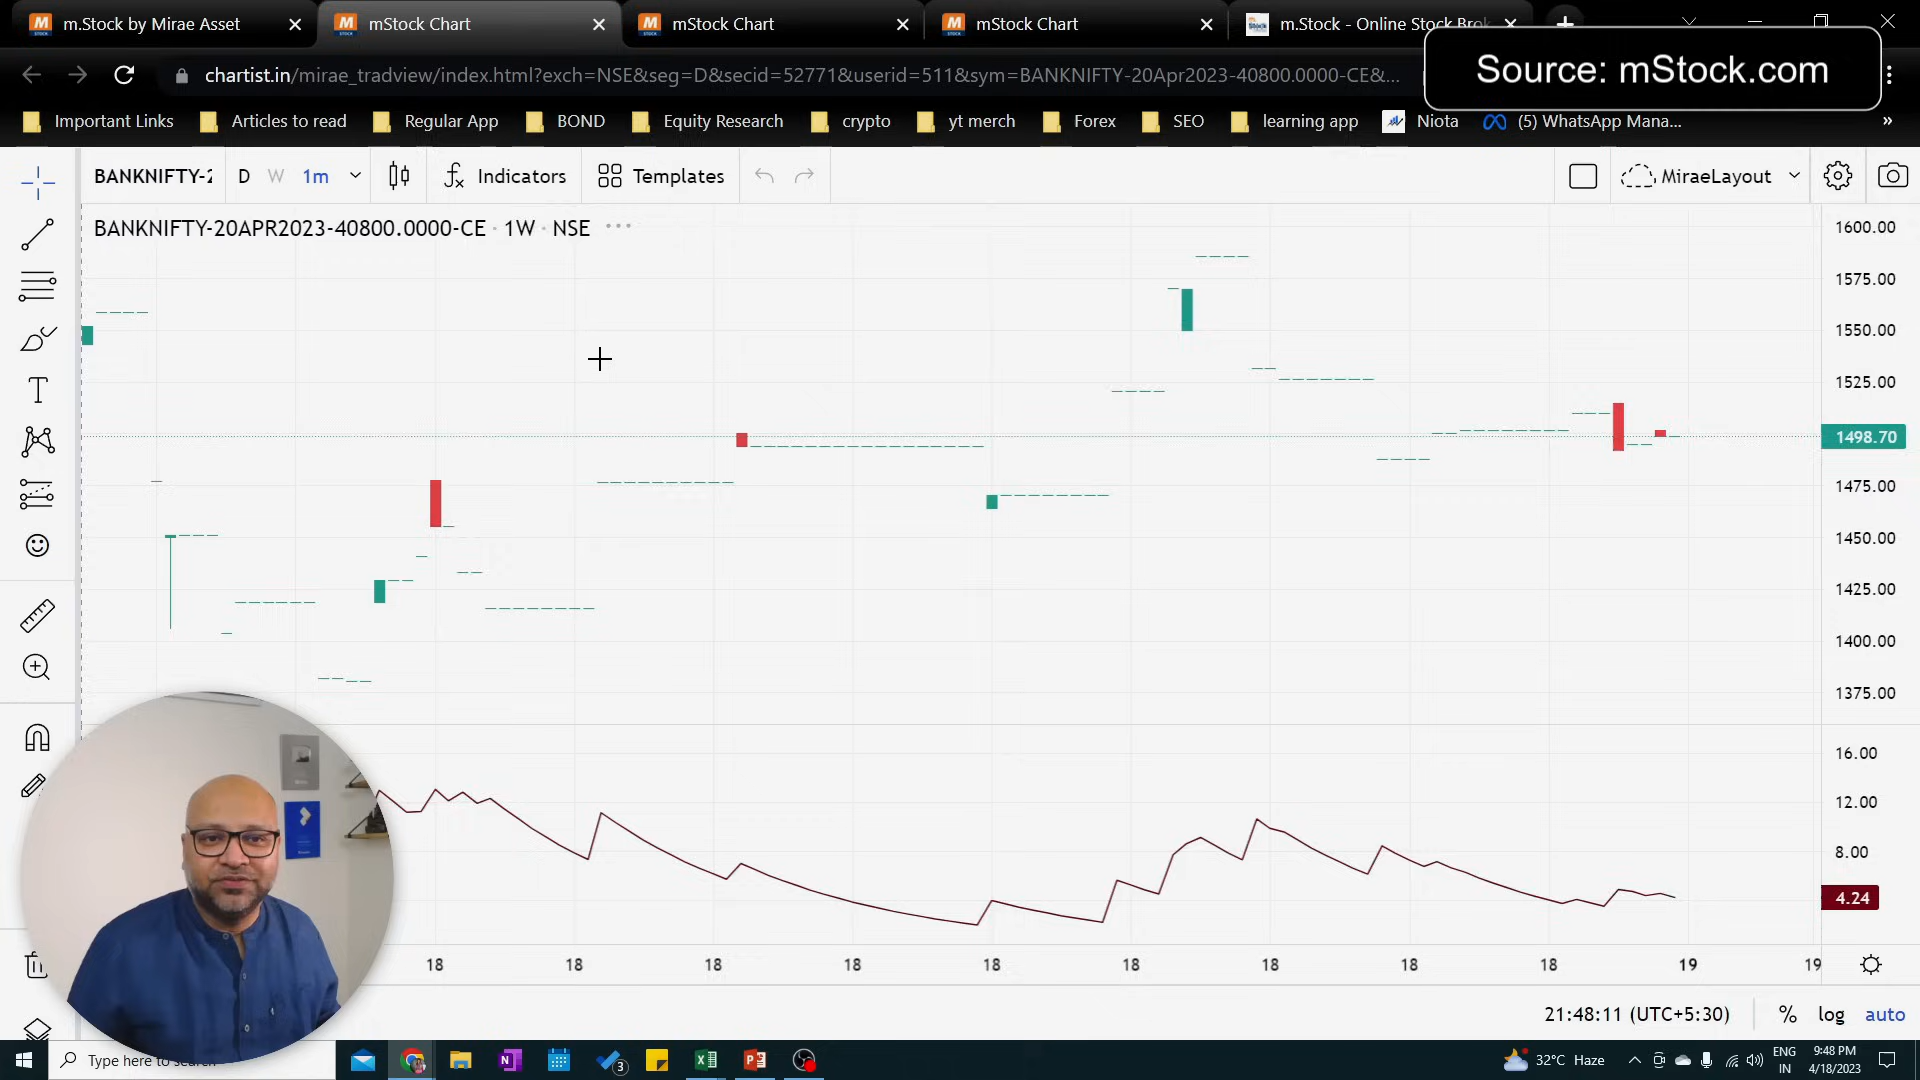 m.Stock by Mirae Asset
mStock Chart
mStock Chart
mStock Chart
m.Stock - Online Stock Brok
chartist.in/mirae_tradview/index.html?exch=NSE&seg=D&secid=52771&userid=511&sym=BANKNIFTY-20Apr2023-40800.0000-CE&...
Source: mStock.com
Important Links
Articles to read
Regular App
BOND
Equity Research
crypto
yt merch
Forex
SEO
learning app
Niota
(5) WhatsApp Mana...
»
BANKNIFTY-2
D
W
1m
Indicators
Templates
MiraeLayout
BANKNIFTY-20APR2023-40800.0000-CE · 1W · NSE
1600.00
1575.00
1550.00
1525.00
1498.70
1475.00
1450.00
1425.00
1400.00
1375.00
16.00
12.00
8.00
4.24
18 18 18 18 18 18 18 18 18 19 19
21:48:11 (UTC+5:30)
%
log
auto
Type here to search
3
32°C Haze
ENG
IN
9:48 PM
4/18/2023